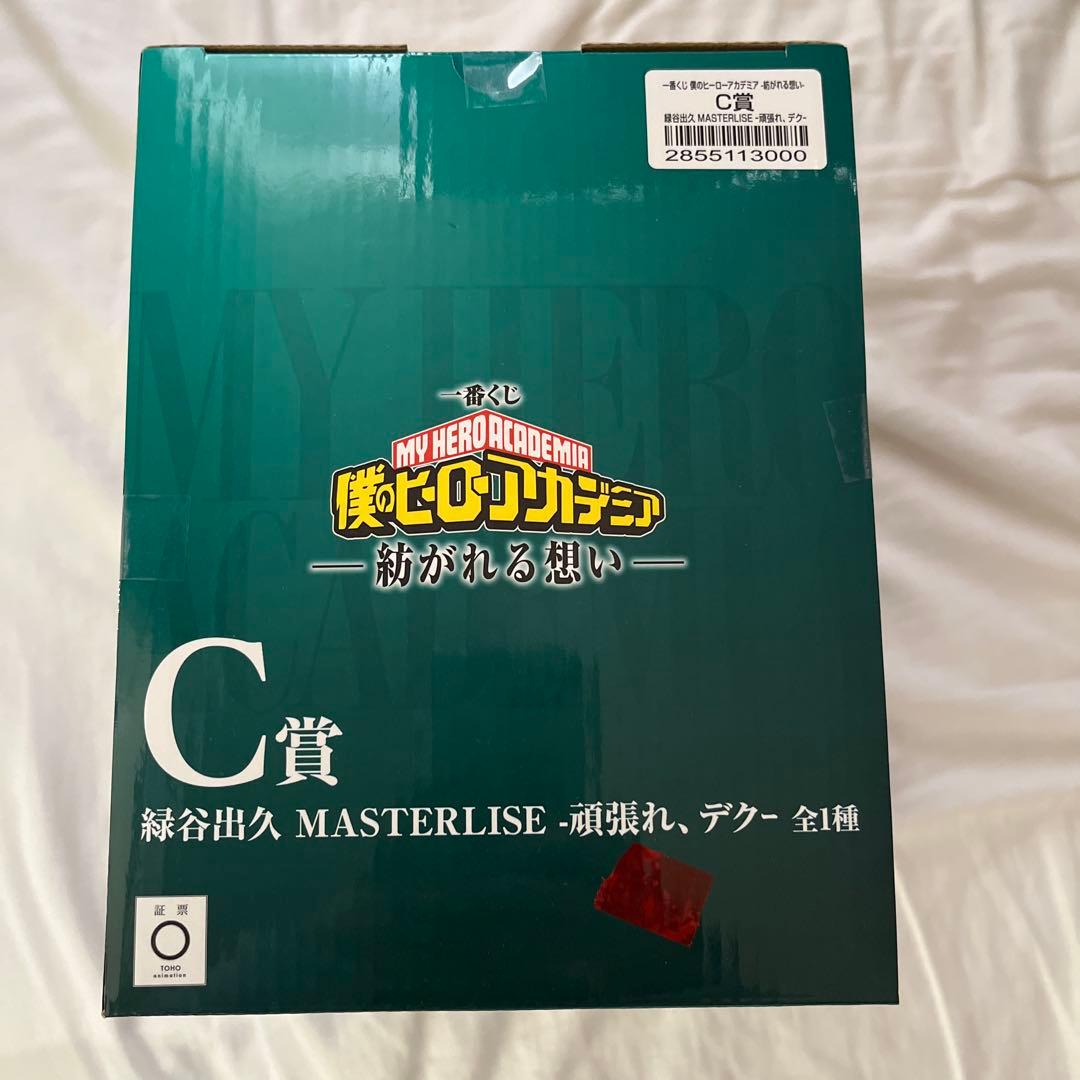 一番くじ 僕のヒーローアカデミア -紡がれる想い-
C賞
緑谷出久 MASTERLISE -頑張れ、デク-
2855113000
MY HERO
ACADEMIA
一番くじ
MY HERO ACADEMIA
僕のヒーローアカデミア
―紡がれる想い―
C賞
緑谷出久 MASTERLISE -頑張れ、デク- 全1種
証票
TOHO
animation